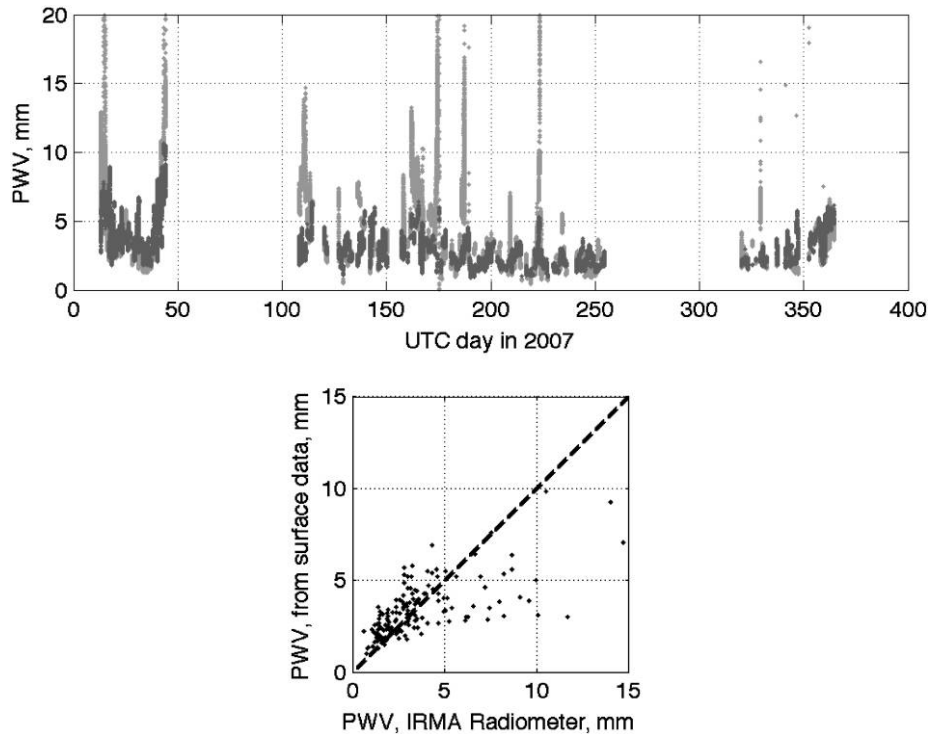 20
15
10
5
0
PWV, mm
0 50 100 150 200 250 300 350 400
UTC day in 2007
15
10
5
0
PWV, from surface data, mm
0 5 10 15
PWV, IRMA Radiometer, mm